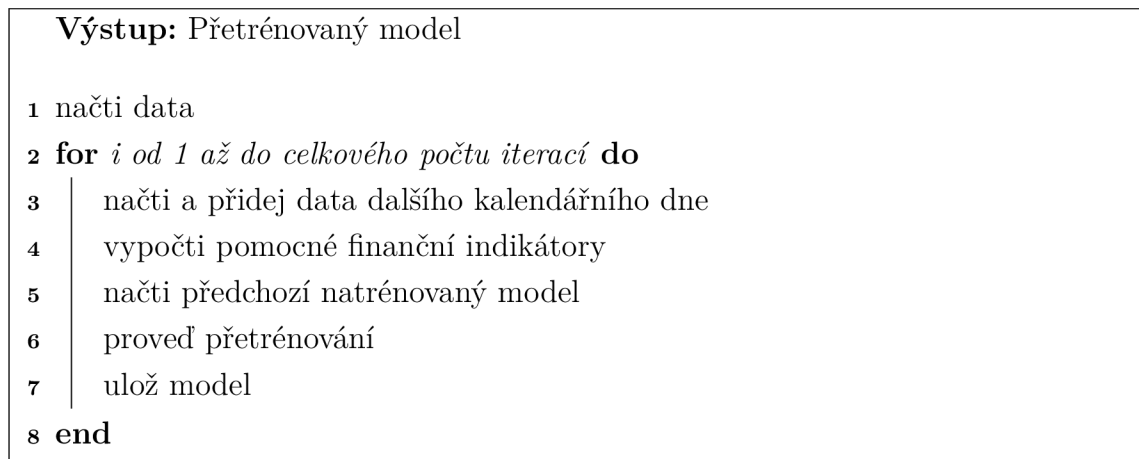 Výstup: Přetrénovaný model
1 načti data
2 for i od 1 až do celkového počtu iterací do
3 načti a přidej data dalšího kalendářního dne
4 vypočti pomocné finanční indikátory
5 načti předchozí natrénovaný model
6 proveď přetrénování
7 ulož model
8 end